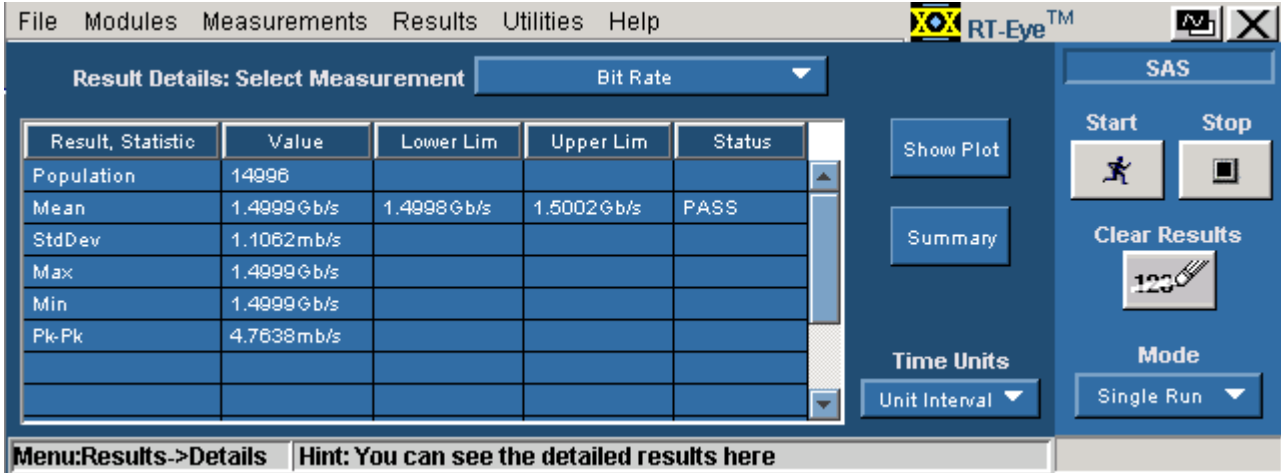 File Modules Measurements Results Utilities Help
RT-Eye™
Result Details: Select Measurement Bit Rate
SAS
Result, Statistic Value Lower Lim Upper Lim Status
Population 14996
Mean 1.4999Gb/s 1.4998Gb/s 1.5002Gb/s PASS
StdDev 1.1062mb/s
Max 1.4999Gb/s
Min 1.4999Gb/s
Pk-Pk 4.7638mb/s
Show Plot
Summary
Time Units
Unit Interval
Start Stop
Clear Results
123
Mode
Single Run
Menu:Results->Details Hint: You can see the detailed results here